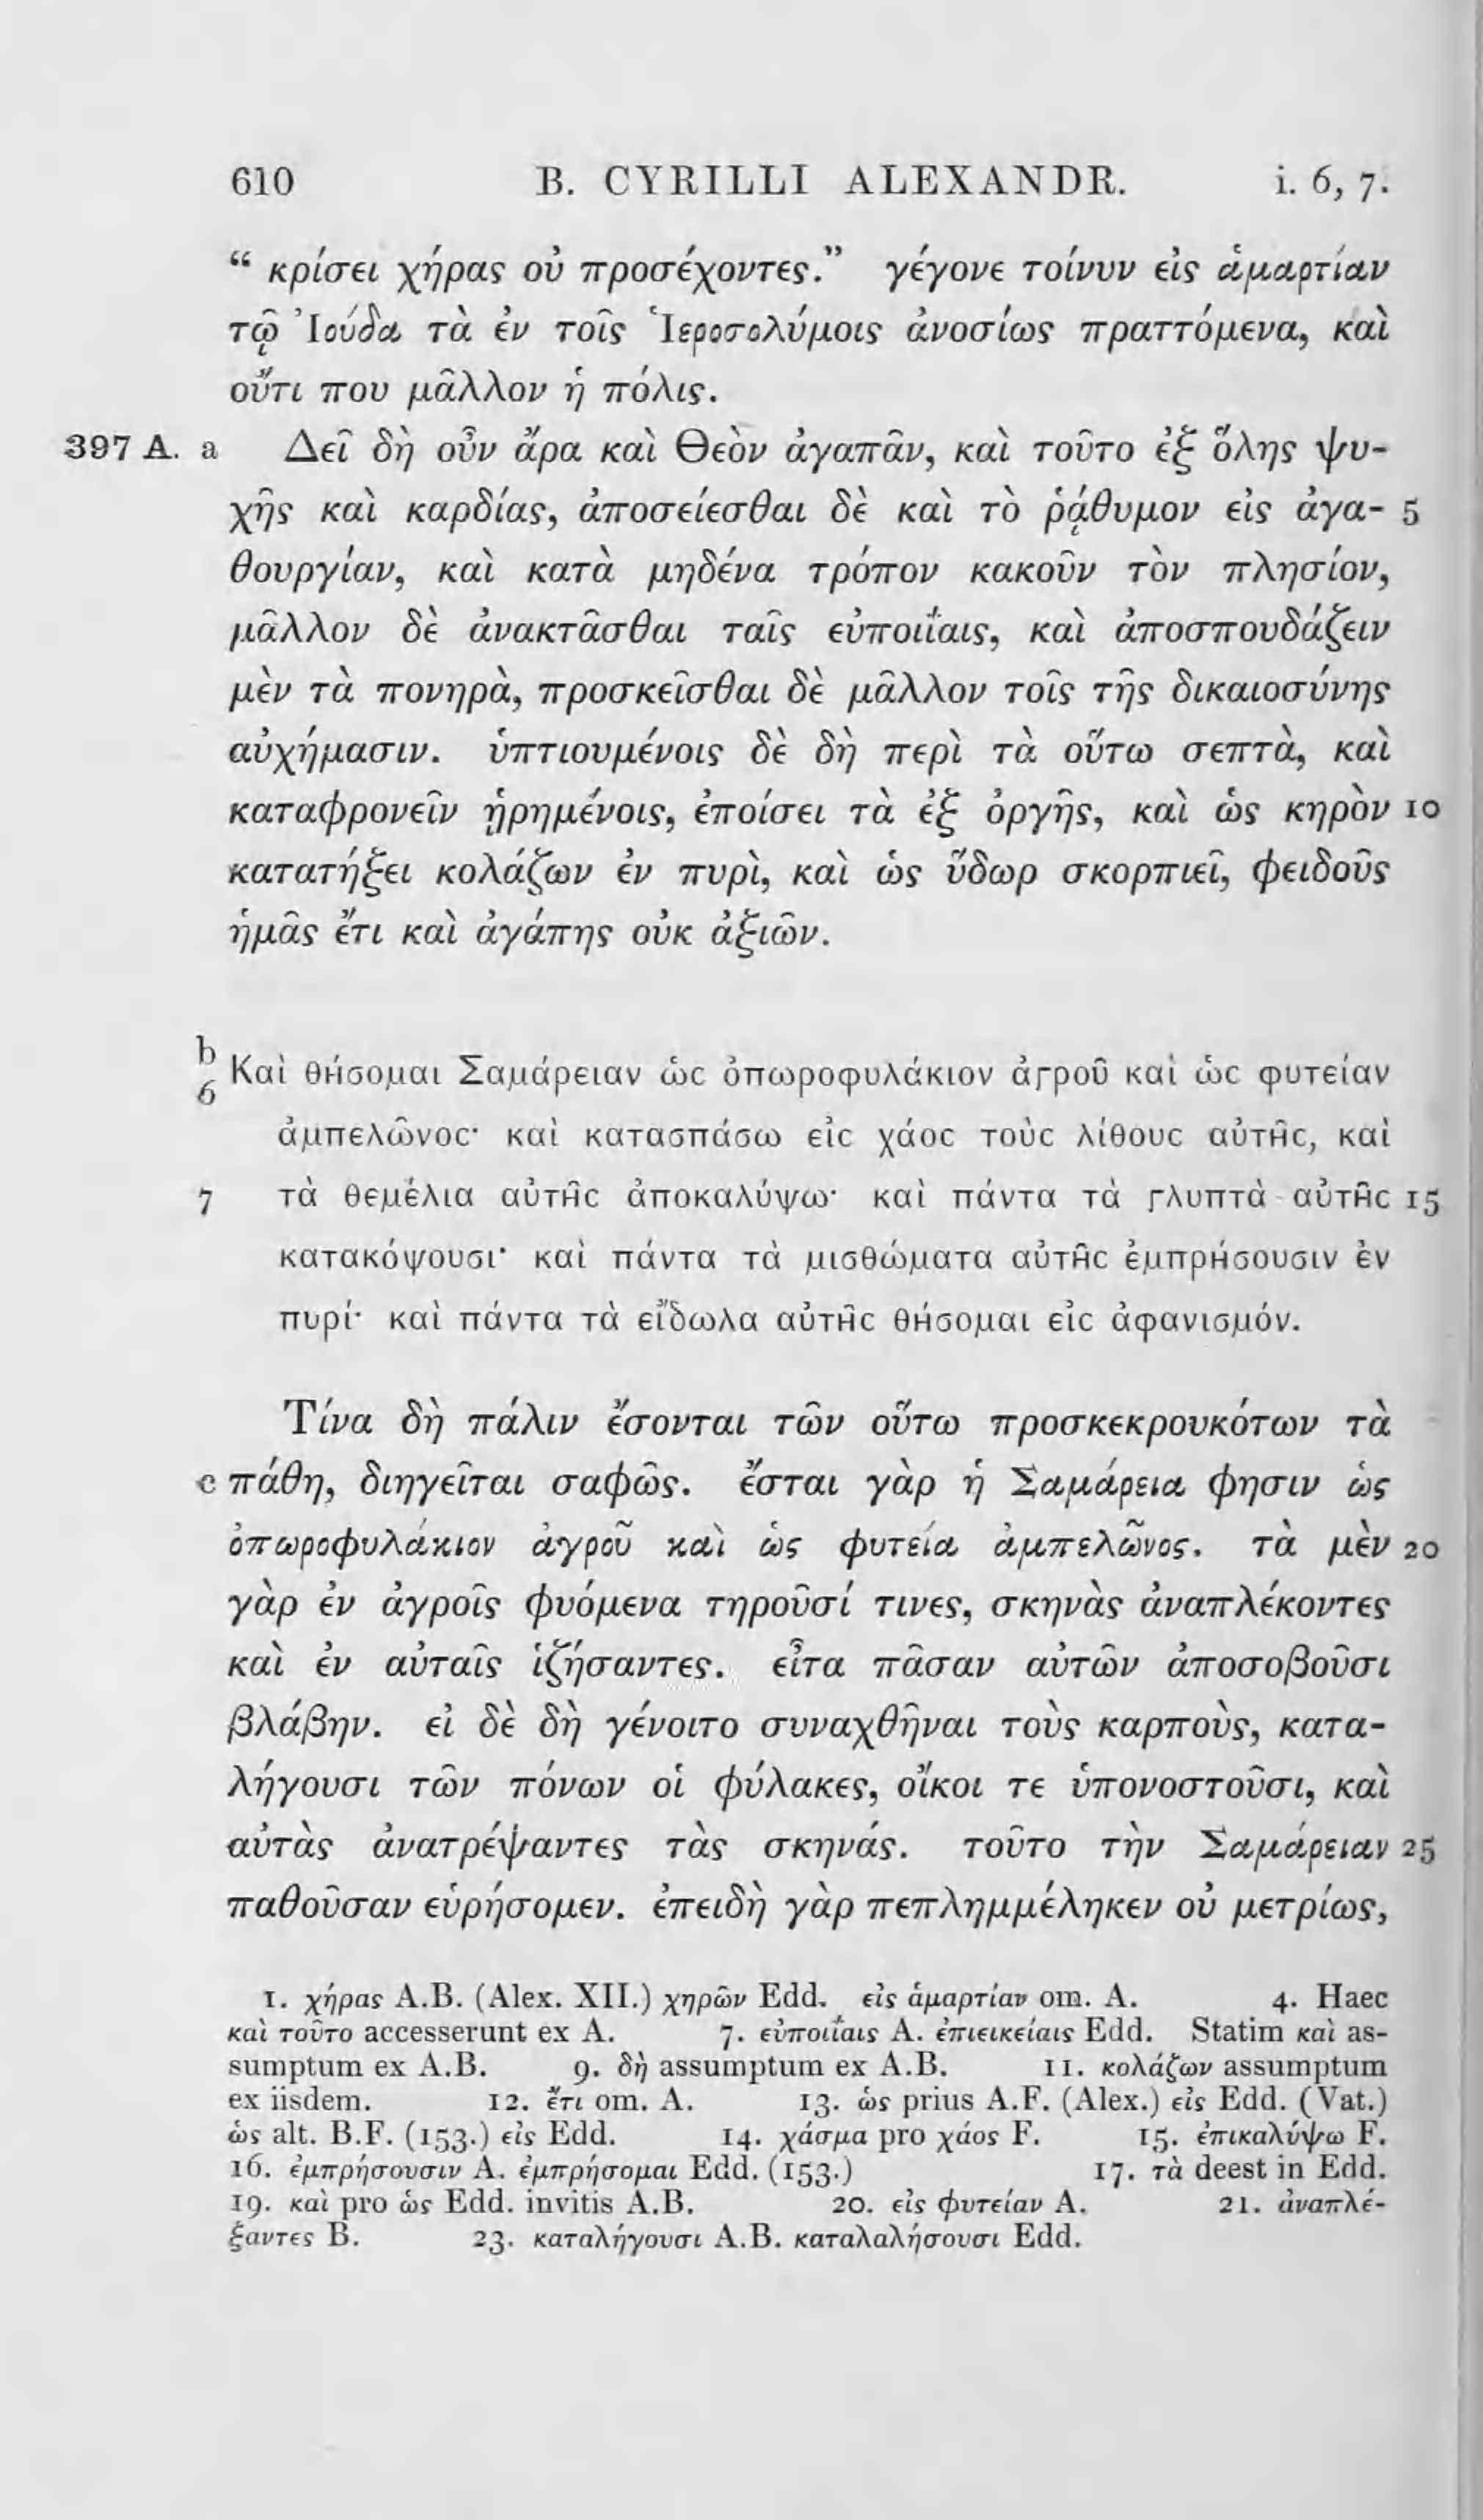 610 B. CYRILLI ALEXANDR. i. 6, 7.
“ κρίσει χήρας οὐ προσέχοντες.” γέγονε τοίνυν εἰς ἁμαρτίαν
τῷ Ἰούδα τὰ ἐν τοῖς Ἱεροσολύμοις ἀνοσίως πραττόμενα, καὶ
οὔτι που μᾶλλον ἡ πόλις.
397 A. a Δεῖ δὴ οὖν ἄρα καὶ Θεὸν ἀγαπᾶν, καὶ τοῦτο ἐξ ὅλης ψυ-
χῆς καὶ καρδίας, ἀποσείεσθαι δὲ καὶ τὸ ῥᾴθυμον εἰς ἀγα- 5
θουργίαν, καὶ κατὰ μηδένα τρόπον κακοῦν τὸν πλησίον,
μᾶλλον δὲ ἀνακτᾶσθαι ταῖς εὐποιΐαις, καὶ ἀποσπουδάζειν
μὲν τὰ πονηρὰ, προσκεῖσθαι δὲ μᾶλλον τοῖς τῆς δικαιοσύνης
αὐχήμασιν. ὑπτιουμένοις δὲ δὴ περὶ τὰ οὕτω σεπτὰ, καὶ
καταφρονεῖν ᾑρημένοις, ἐποίσει τὰ ἐξ ὀργῆς, καὶ ὡς κηρὸν 10
κατατήξει κολάζων ἐν πυρὶ, καὶ ὡς ὕδωρ σκορπιεῖ, φειδοῦς
ἡμᾶς ἔτι καὶ ἀγάπης οὐκ ἀξιῶν.
b
6 Καὶ θήσομαι Σαμάρειαν ὡς ὀπωροφυλάκιον ἀγροῦ καὶ ὡς φυτείαν
ἀμπελῶνος· καὶ κατασπάσω εἰς χάος τοὺς λίθους αὐτῆς, καὶ
7 τὰ θεμέλια αὐτῆς ἀποκαλύψω· καὶ πάντα τὰ γλυπτὰ αὐτῆς 15
κατακόψουσι· καὶ πάντα τὰ μισθώματα αὐτῆς ἐμπρήσουσιν ἐν
πυρί· καὶ πάντα τὰ εἴδωλα αὐτῆς θήσομαι εἰς ἀφανισμόν.
Τίνα δὴ πάλιν ἔσονται τῶν οὕτω προσκεκρουκότων τὰ
c πάθη, διηγεῖται σαφῶς. ἔσται γὰρ ἡ Σαμάρεια φησιν ὡς
ὀπωροφυλάκιον ἀγροῦ καὶ ὡς φυτεία ἀμπελῶνος. τὰ μὲν 20
γὰρ ἐν ἀγροῖς φυόμενα τηροῦσί τινες, σκηνὰς ἀναπλέκοντες
καὶ ἐν αὐταῖς ἱζήσαντες. εἶτα πᾶσαν αὐτῶν ἀποσοβοῦσι
βλάβην. εἰ δὲ δὴ γένοιτο συναχθῆναι τοὺς καρποὺς, κατα-
λήγουσι τῶν πόνων οἱ φύλακες, οἴκοι τε ὑπονοστοῦσι, καὶ
αὐτὰς ἀνατρέψαντες τὰς σκηνάς. τοῦτο τὴν Σαμάρειαν 25
παθοῦσαν εὑρήσομεν. ἐπειδὴ γὰρ πεπλημμέληκεν οὐ μετρίως,
1. χήρας A.B. (Alex. XII.) χηρῶν Edd. εἰς ἁμαρτίαν om. A. 4. Haec
καὶ τοῦτο accesserunt ex A. 7. εὐποιΐαις A. ἐπιεικείαις Edd. Statim καὶ as-
sumptum ex A.B. 9. δὴ assumptum ex A.B. 11. κολάζων assumptum
ex iisdem. 12. ἔτι om. A. 13. ὡς prius A.F. (Alex.) εἰς Edd. (Vat.)
ὡς alt. B.F. (153.) εἰς Edd. 14. χάσμα pro χάος F. 15. ἐπικαλύψω F.
16. ἐμπρήσουσιν A. ἐμπρήσομαι Edd. (153.) 17. τὰ deest in Edd.
19. καὶ pro ὡς Edd. invitis A.B. 20. εἰς φυτείαν A. 21. ἀναπλέ-
ξαντες B. 23. καταλήγουσι A.B. καταλαλήσουσι Edd.